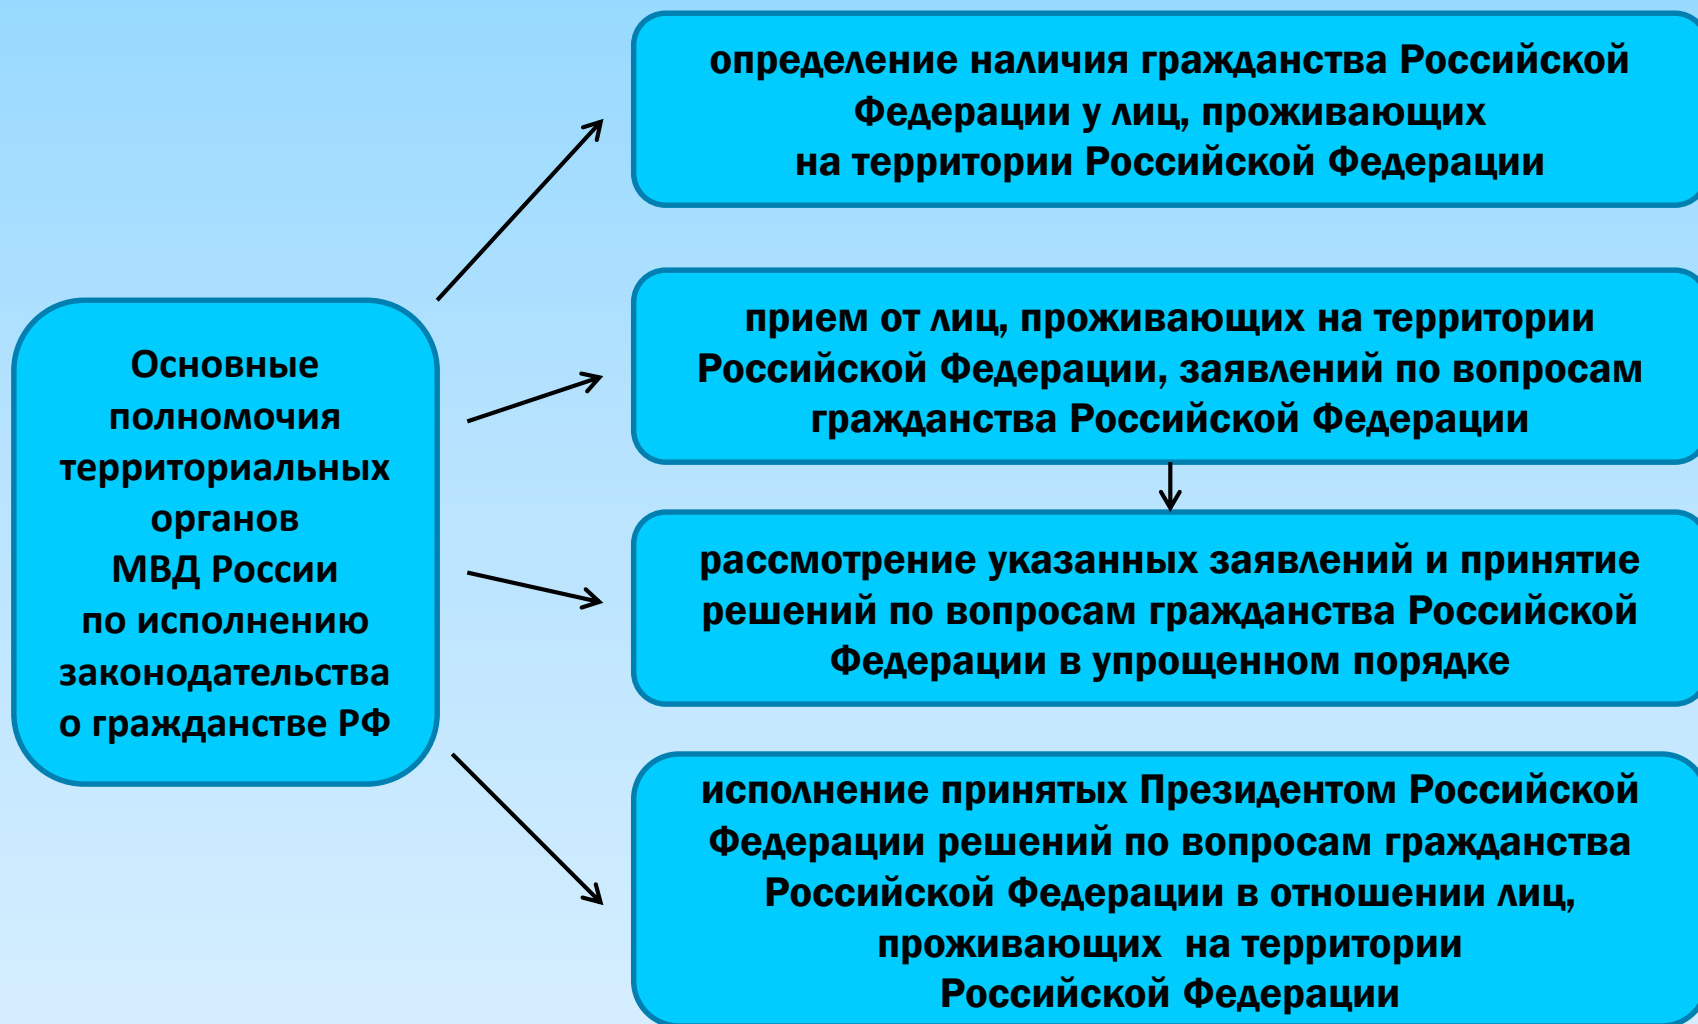 Основные
полномочия
территориальных
органов
МВД России
по исполнению
законодательства
о гражданстве РФ
определение наличия гражданства Российской
Федерации у лиц, проживающих
на территории Российской Федерации
прием от лиц, проживающих на территории
Российской Федерации, заявлений по вопросам
гражданства Российской Федерации
рассмотрение указанных заявлений и принятие
решений по вопросам гражданства Российской
Федерации в упрощенном порядке
исполнение принятых Президентом Российской
Федерации решений по вопросам гражданства
Российской Федерации в отношении лиц,
проживающих на территории
Российской Федерации